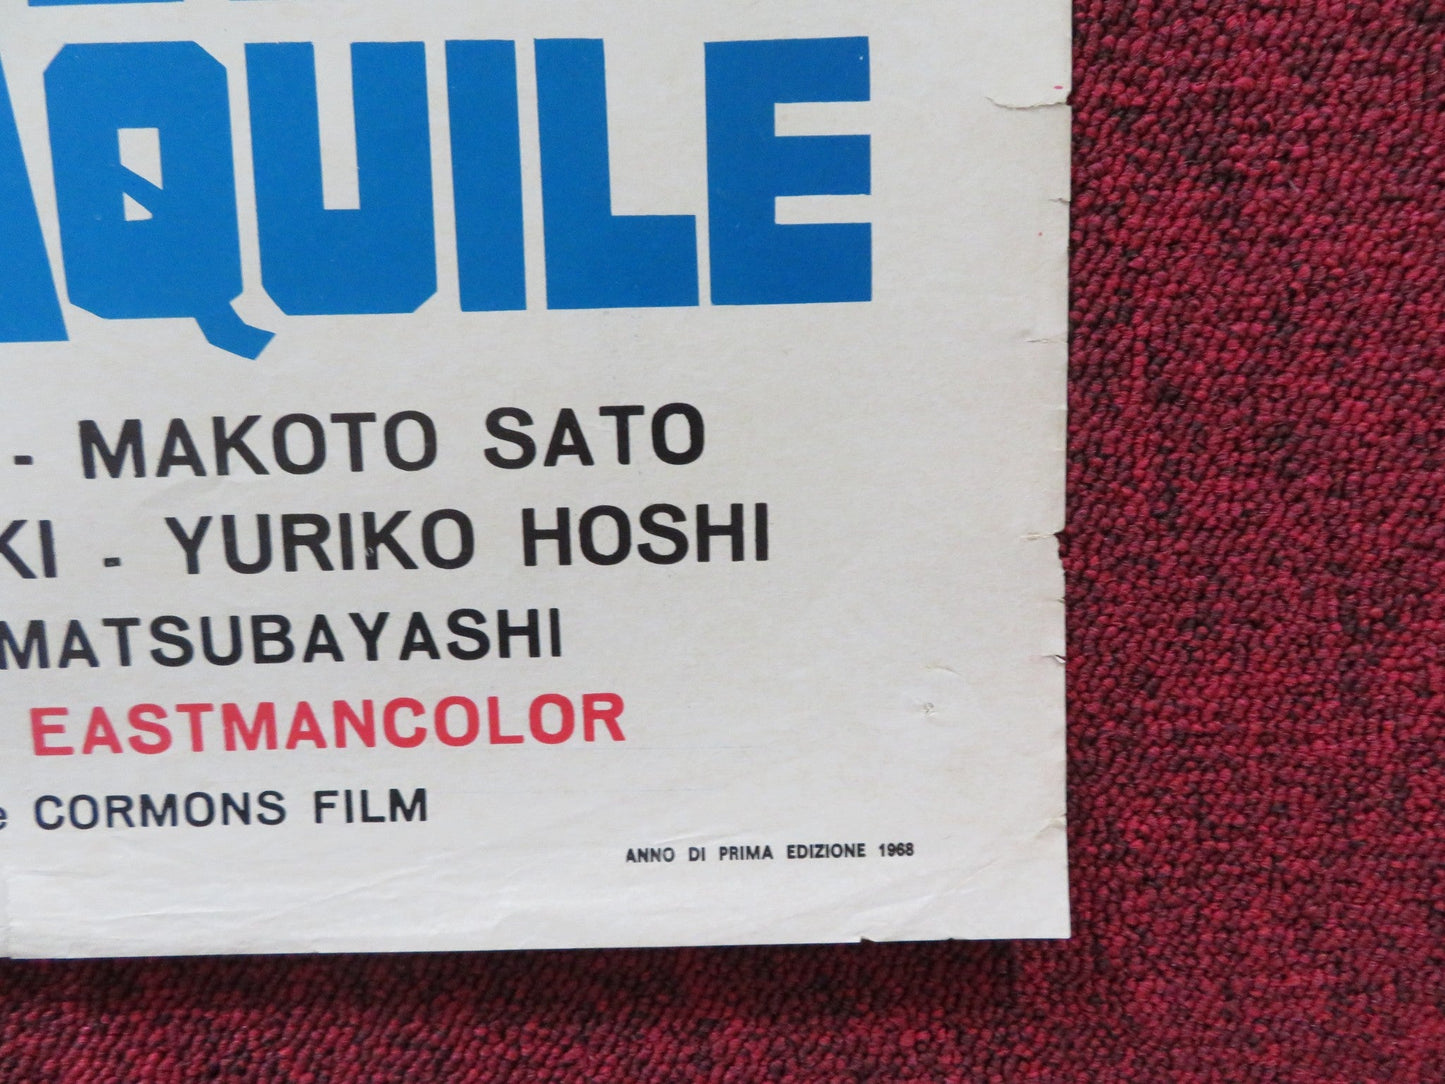 AQUILE
- MAKOTO SATO
KI - YURIKO HOSHI
MATSUBAYASHI
EASTMANCOLOR
e CORMONS FILM
ANNO DI PRIMA EDIZIONE 1968